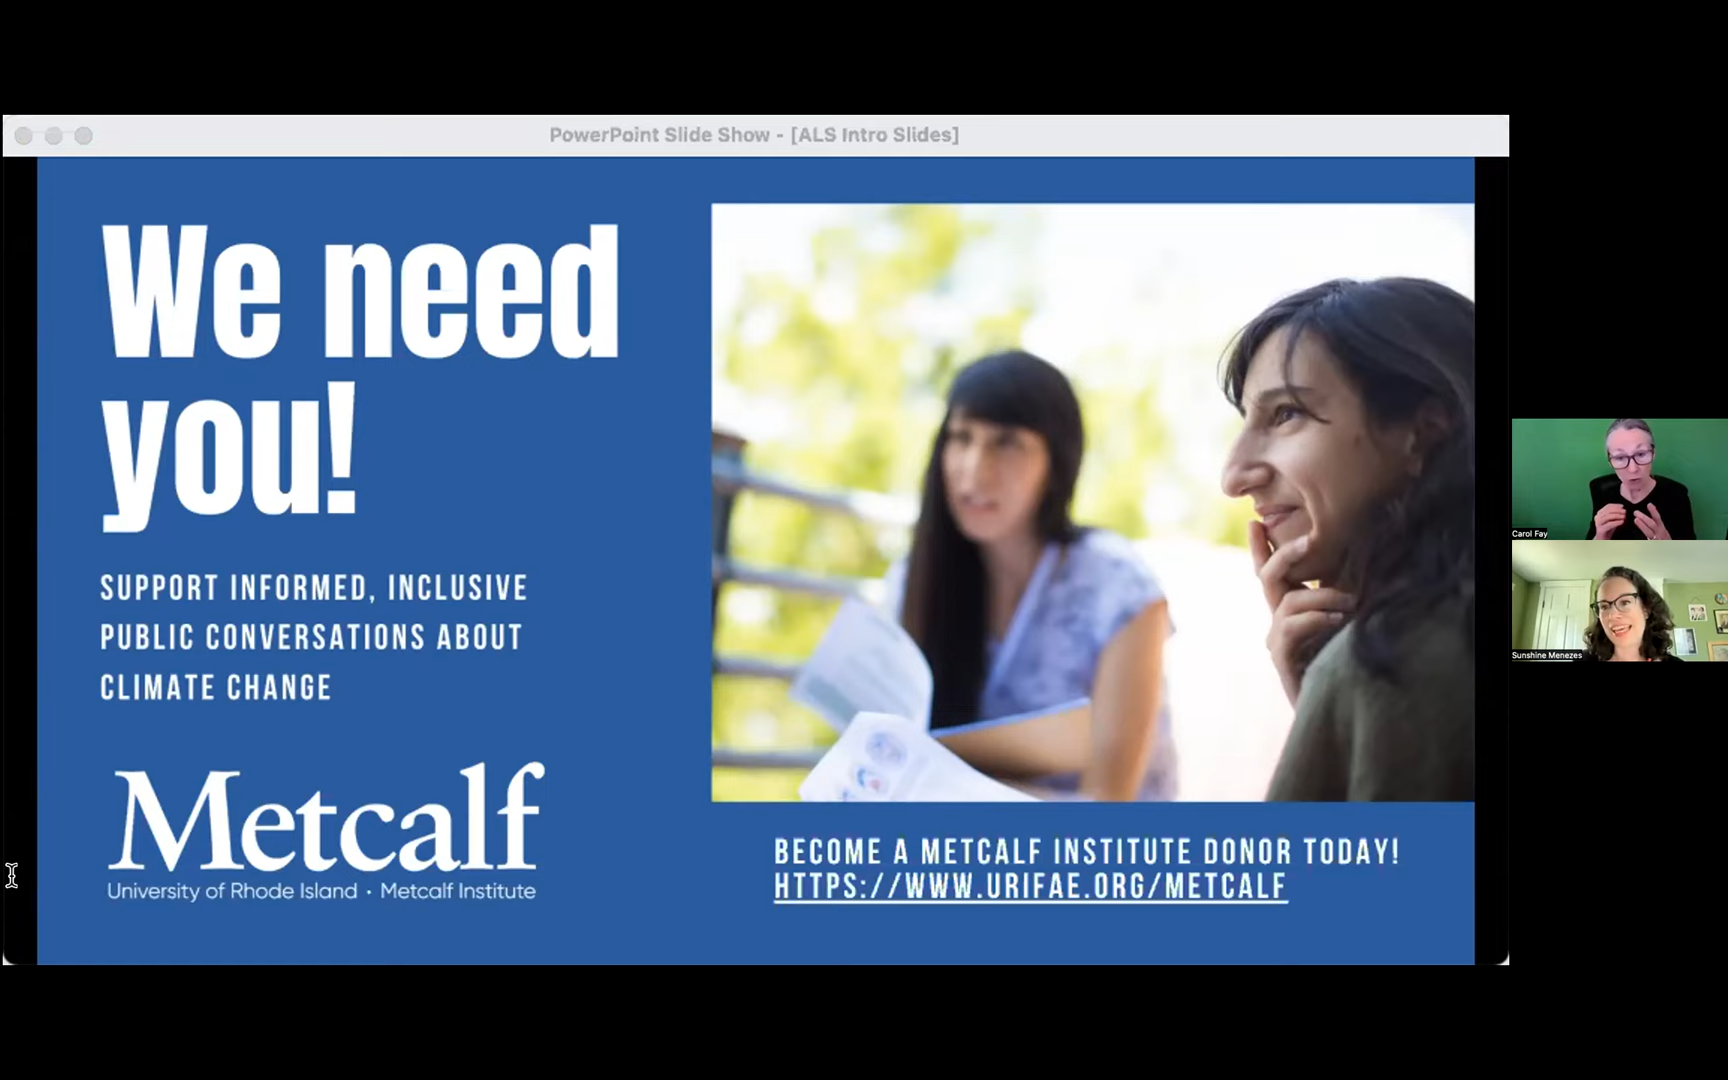 PowerPoint Slide Show - [ALS Intro Slides]
We need
you!
SUPPORT INFORMED, INCLUSIVE
PUBLIC CONVERSATIONS ABOUT
CLIMATE CHANGE
Metcalf
University of Rhode Island · Metcalf Institute
BECOME A METCALF INSTITUTE DONOR TODAY!
HTTPS://WWW.URIFAE.ORG/METCALF
Carol Fay
Sunshine Menezes